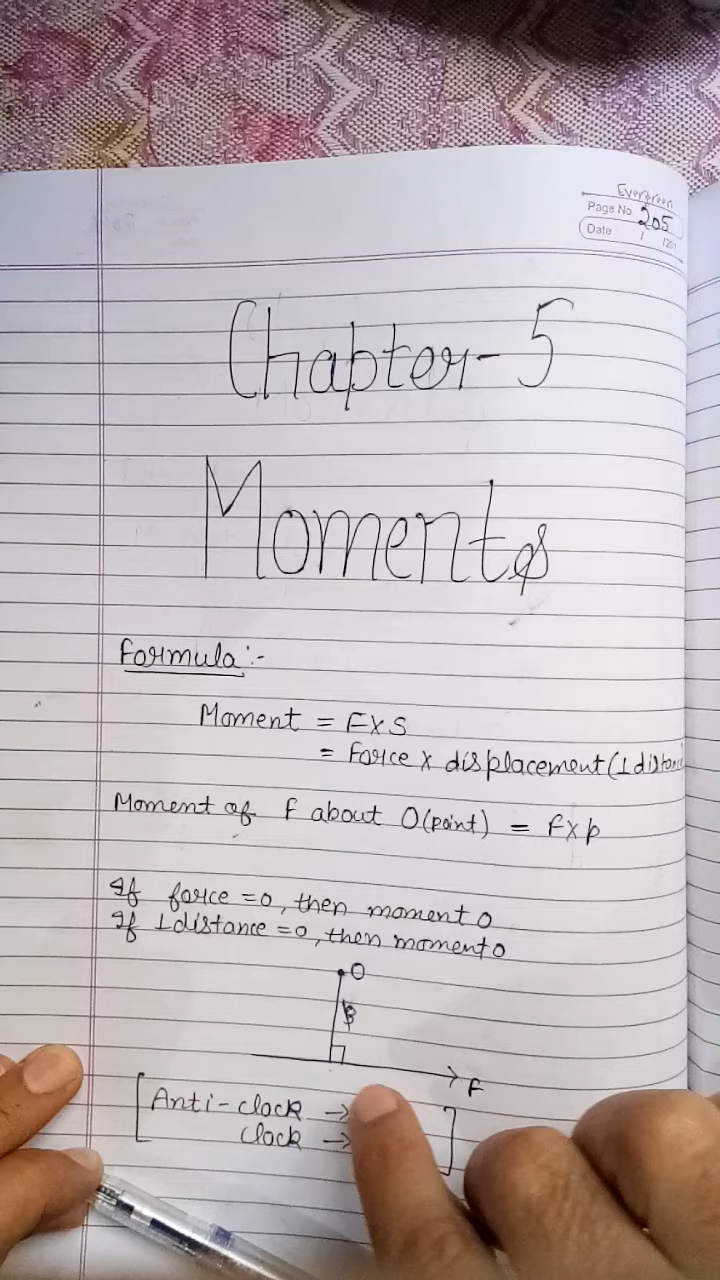 Evergreen
Page No 205
Date / /201
Chapter-5
Moments
Formula:-
Moment = F×S
= Force × displacement (⊥
Moment of F about O(point) = F×p
If force =0, then moment 0
If ⊥distance =0, then moment 0
O
p
F
Anti-clock →
clock →